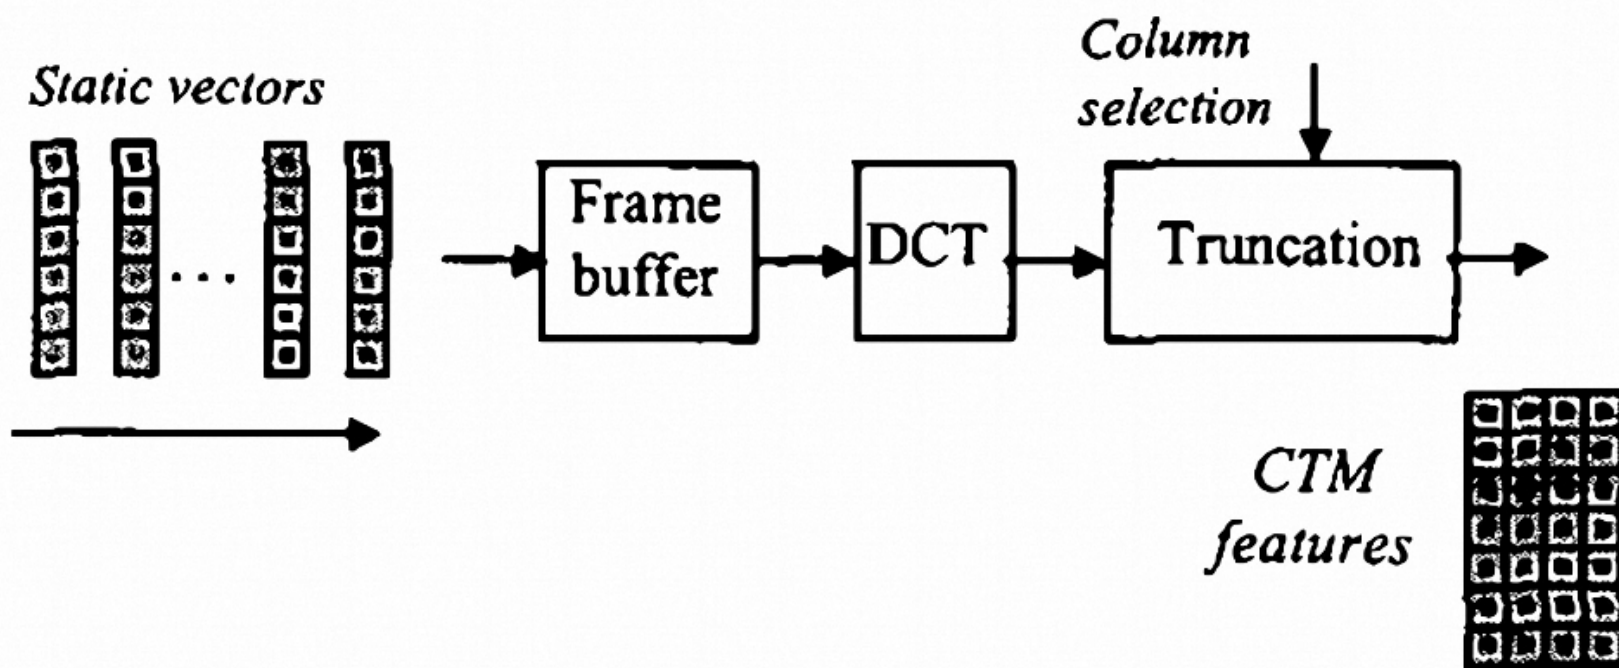 Static vectors
...
Frame
buffer
DCT
Column
selection
Truncation
CTM
features